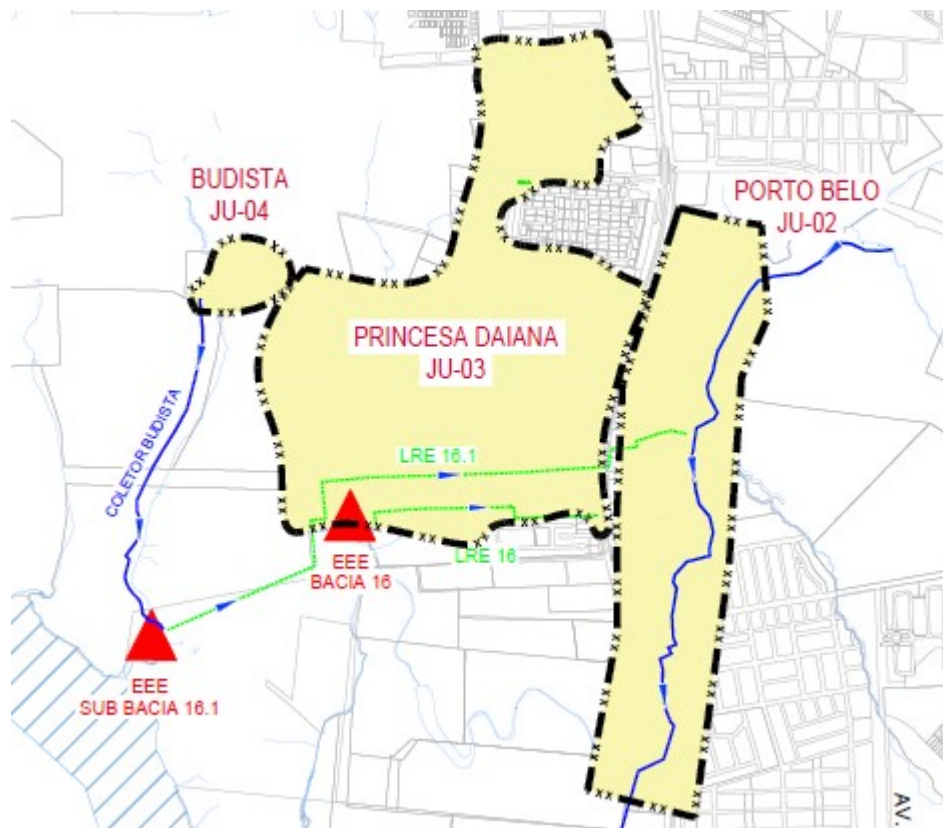 BUDISTA
JU-04
PORTO BELO
JU-02
PRINCESA DAIANA
JU-03
COLETOR BUDISTA
LRE 16.1
LRE 16
EEE
BACIA 16
EEE
SUB BACIA 16.1
AV.